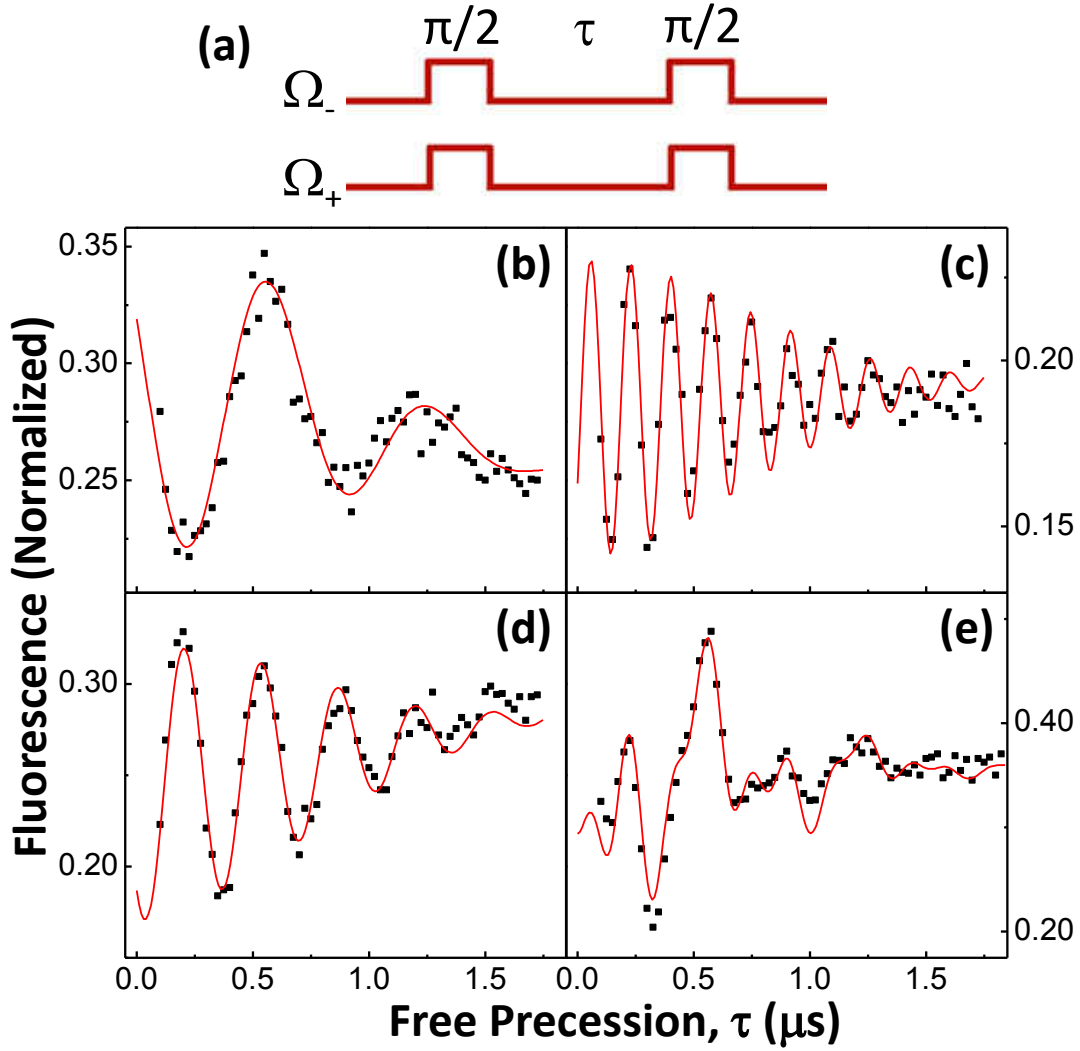 (a) π/2 τ π/2
Ω-
Ω+
Fluorescence (Normalized)
(b)
0.35
0.30
0.25
(c)
0.20
0.15
(d)
0.30
0.20
(e)
0.40
0.20
0.0 0.5 1.0 1.5 0.0 0.5 1.0 1.5
Free Precession, τ (μs)